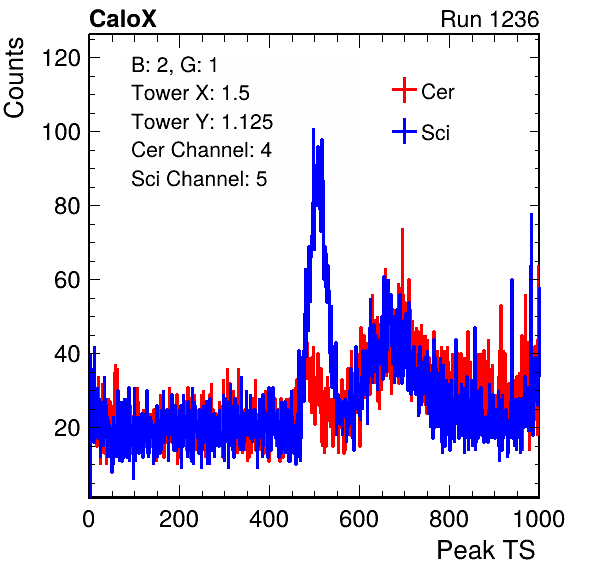 CaloX Run 1236
Counts
120
100
80
60
40
20
B: 2, G: 1
Tower X: 1.5
Tower Y: 1.125
Cer Channel: 4
Sci Channel: 5
Cer
Sci
0 200 400 600 800 1000
Peak TS